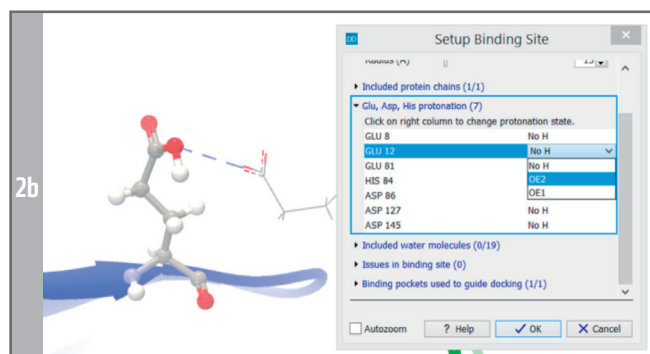 2b
DD Setup Binding Site ×
Radius (Å) 15
Included protein chains (1/1)
Glu, Asp, His protonation (7)
Click on right column to change protonation state.
GLU 8 No H
GLU 12 No H
GLU 81 No H
HIS 84 OE2
ASP 86 OE1
ASP 127 No H
ASP 145 No H
Included water molecules (0/19)
Issues in binding site (0)
Binding pockets used to guide docking (1/1)
Autozoom ? Help OK Cancel